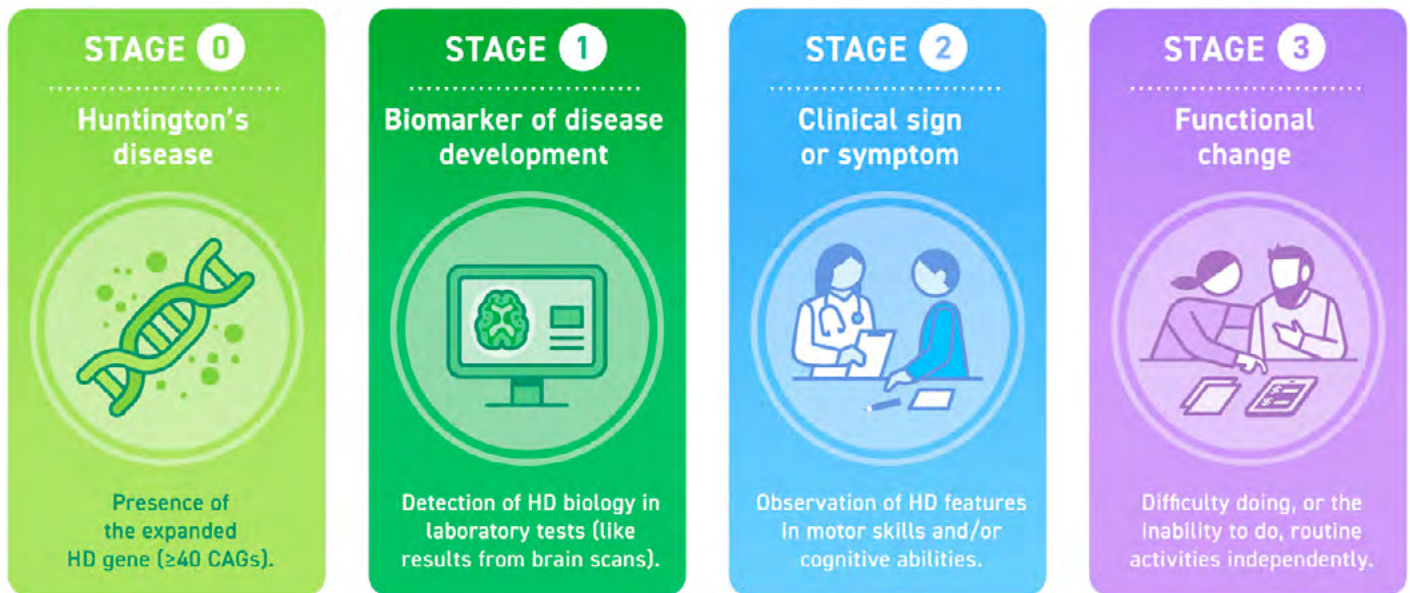 STAGE 0
Huntington's
disease
Presence of
the expanded
HD gene (≥40 CAGs).
STAGE 1
Biomarker of disease
development
Detection of HD biology in
laboratory tests (like
results from brain scans).
STAGE 2
Clinical sign
or symptom
Observation of HD features
in motor skills and/or
cognitive abilities.
STAGE 3
Functional
change
Difficulty doing, or the
inability to do, routine
activities independently.